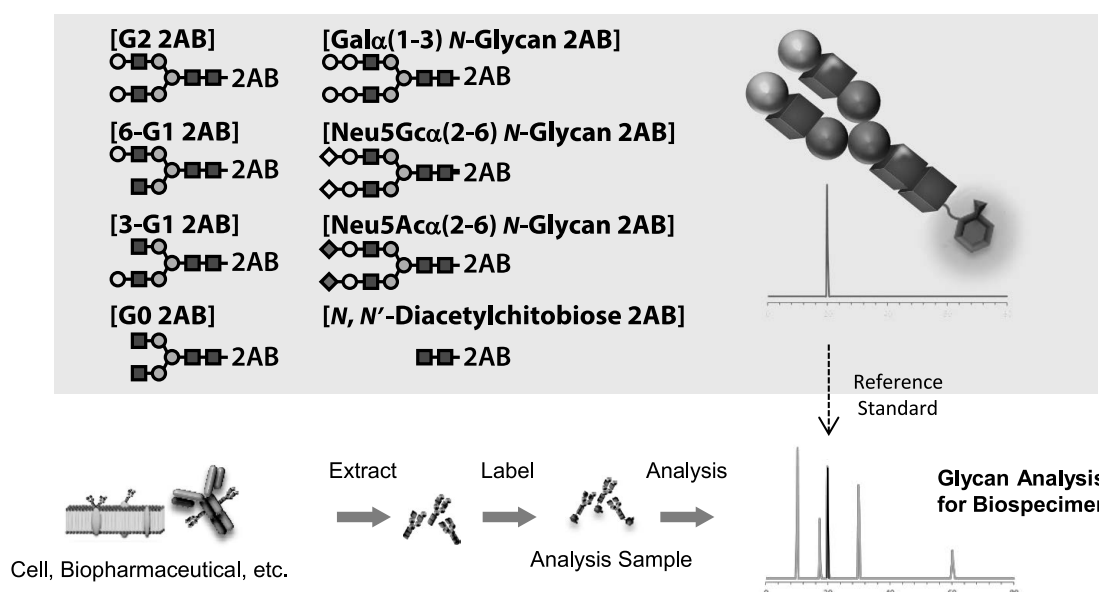 [G2 2AB]
2AB
[6-G1 2AB]
2AB
[3-G1 2AB]
2AB
[G0 2AB]
2AB
[Galα(1-3) N-Glycan 2AB]
2AB
[Neu5Gcα(2-6) N-Glycan 2AB]
2AB
[Neu5Acα(2-6) N-Glycan 2AB]
2AB
[N, N′-Diacetylchitobiose 2AB]
2AB
Reference
Standard
Cell, Biopharmaceutical, etc.
Extract
Label
Analysis Sample
Analysis
Glycan Analysis
for Biospecimen